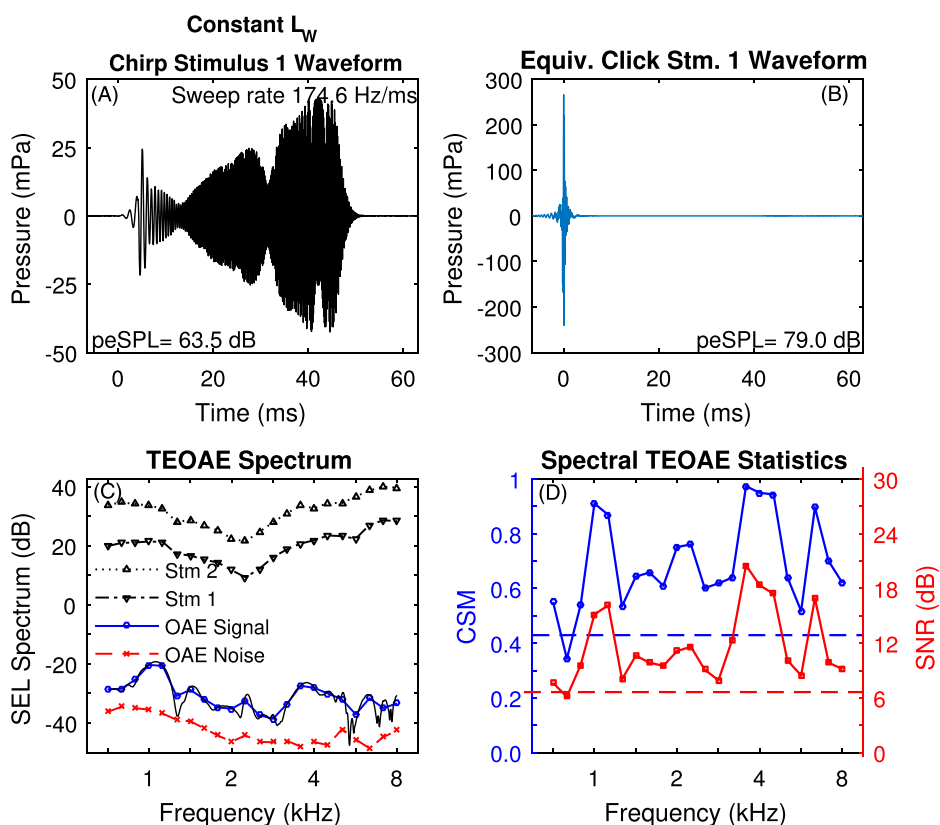 Constant L_W
Chirp Stimulus 1 Waveform
(A) Sweep rate 174.6 Hz/ms
50
25
0
-25
-50
Pressure (mPa)
peSPL= 63.5 dB
0 20 40 60
Time (ms)
Equiv. Click Stm. 1 Waveform
(B)
300
200
100
0
-100
-200
-300
Pressure (mPa)
peSPL= 79.0 dB
0 20 40 60
Time (ms)
TEOAE Spectrum
(C)
40
20
0
-20
-40
SEL Spectrum (dB)
Stm 2
Stm 1
OAE Signal
OAE Noise
1 2 4 8
Frequency (kHz)
Spectral TEOAE Statistics
(D)
1
0.8
0.6
0.4
0.2
0.0
CSM
30
24
18
12
6
0
SNR (dB)
1 2 4 8
Frequency (kHz)